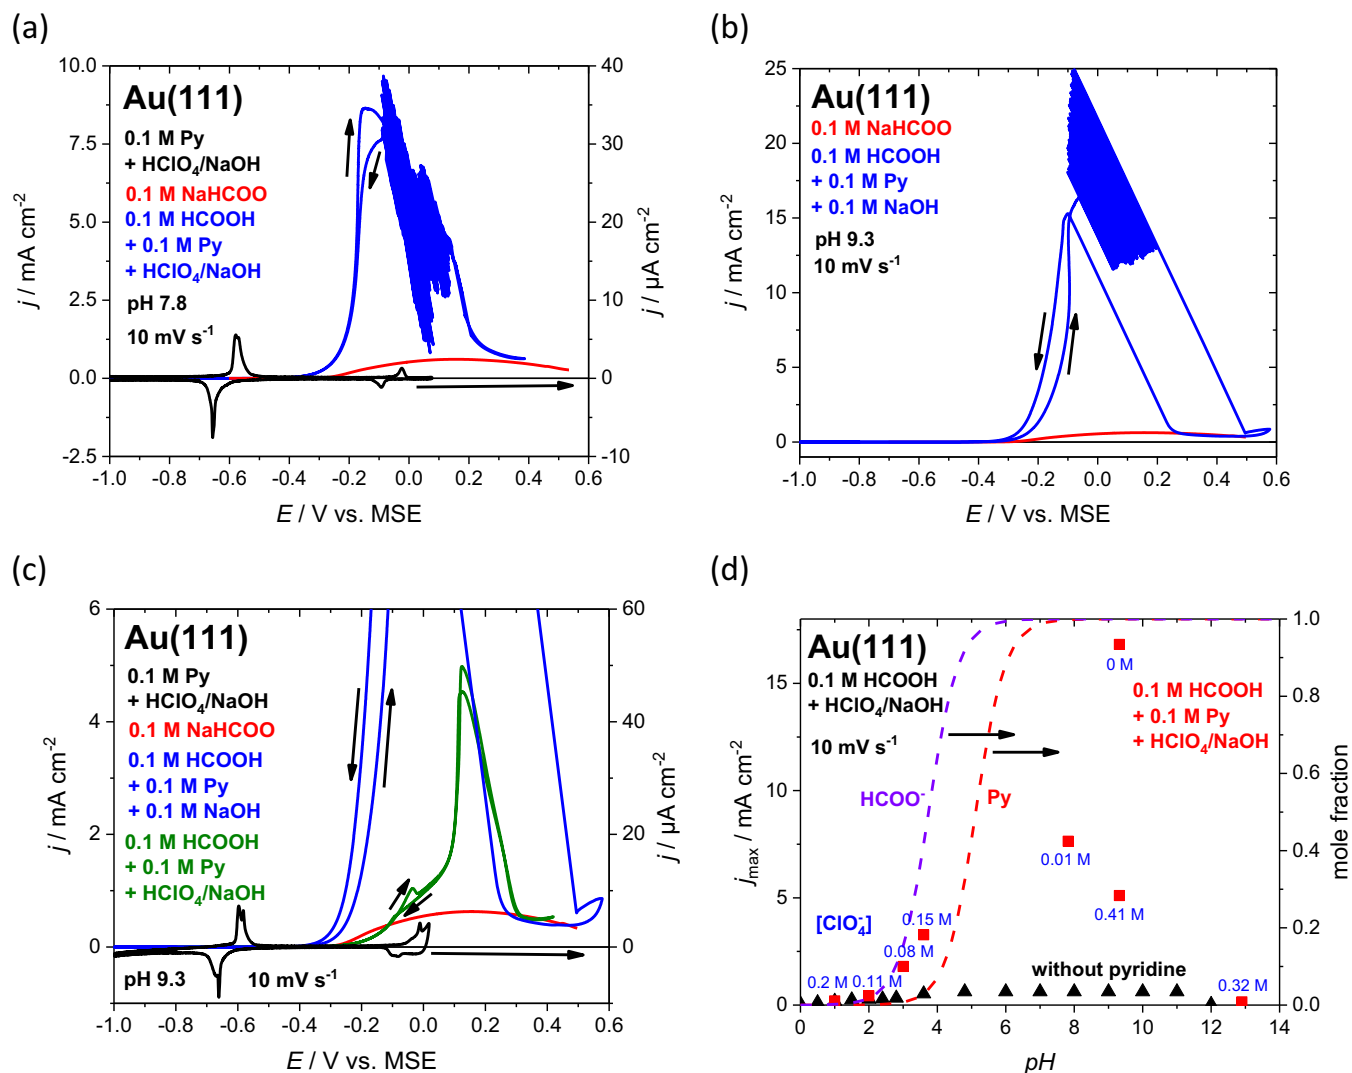 (a)
Au(111)
0.1 M Py
+ HClO₄/NaOH
0.1 M NaHCOO
0.1 M HCOOH
+ 0.1 M Py
+ HClO₄/NaOH
pH 7.8
10 mV s⁻¹
j / mA cm⁻²
10.0
7.5
5.0
2.5
0.0
-2.5
j / µA cm⁻²
40
30
20
10
0
-10
-1.0 -0.8 -0.6 -0.4 -0.2 0.0 0.2 0.4 0.6
E / V vs. MSE
(b)
Au(111)
0.1 M NaHCOO
0.1 M HCOOH
+ 0.1 M Py
+ 0.1 M NaOH
pH 9.3
10 mV s⁻¹
j / mA cm⁻²
25
20
15
10
5
0
-1.0 -0.8 -0.6 -0.4 -0.2 0.0 0.2 0.4 0.6
E / V vs. MSE
(c)
Au(111)
0.1 M Py
+ HClO₄/NaOH
0.1 M NaHCOO
0.1 M HCOOH
+ 0.1 M Py
+ 0.1 M NaOH
0.1 M HCOOH
+ 0.1 M Py
+ HClO₄/NaOH
pH 9.3 10 mV s⁻¹
j / mA cm⁻²
6
4
2
0
j / µA cm⁻²
60
40
20
0
-1.0 -0.8 -0.6 -0.4 -0.2 0.0 0.2 0.4 0.6
E / V vs. MSE
(d)
Au(111)
0.1 M HCOOH
+ HClO₄/NaOH
10 mV s⁻¹
HCOO⁻
Py
0.1 M HCOOH
+ 0.1 M Py
+ HClO₄/NaOH
0 M
0.01 M
0.41 M
[ClO₄⁻]
0.15 M
0.08 M
0.2 M
0.11 M
0.32 M
without pyridine
jmax / mA cm⁻²
15
10
5
0
mole fraction
1.0
0.8
0.6
0.4
0.2
0.0
0 2 4 6 8 10 12 14
pH